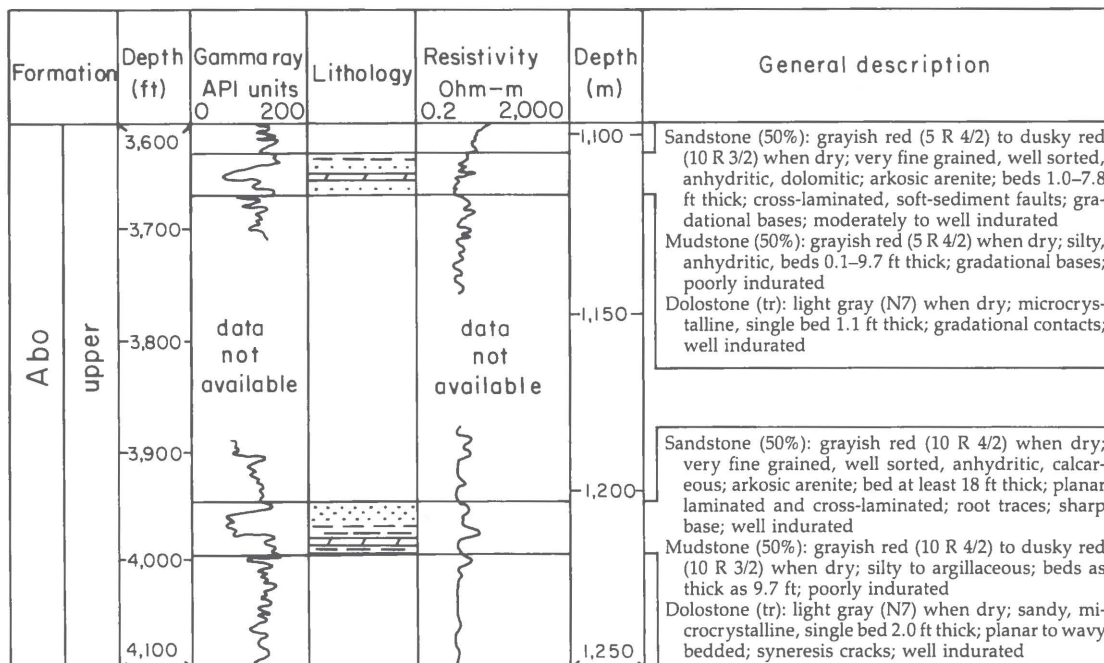 Formation
Depth
(ft)
Gamma ray
API units
0 200
Lithology
Resistivity
Ohm-m
0.2 2,000
Depth
(m)
General description
Abo
upper
3,600
3,700
3,800
3,900
4,000
4,100
data
not
available
data
not
available
1,100
1,150
1,200
1,250
Sandstone (50%): grayish red (5 R 4/2) to dusky red
(10 R 3/2) when dry; very fine grained, well sorted,
anhydritic, dolomitic; arkosic arenite; beds 1.0–7.8
ft thick; cross-laminated, soft-sediment faults; gra-
dational bases; moderately to well indurated
Mudstone (50%): grayish red (5 R 4/2) when dry; silty,
anhydritic, beds 0.1–9.7 ft thick; gradational bases;
poorly indurated
Dolostone (tr): light gray (N7) when dry; microcrys-
talline, single bed 1.1 ft thick; gradational contacts;
well indurated
Sandstone (50%): grayish red (10 R 4/2) when dry;
very fine grained, well sorted, anhydritic, calcar-
eous; arkosic arenite; bed at least 18 ft thick; planar
laminated and cross-laminated; root traces; sharp
base; well indurated
Mudstone (50%): grayish red (10 R 4/2) to dusky red
(10 R 3/2) when dry; silty to argillaceous; beds as
thick as 9.7 ft; poorly indurated
Dolostone (tr): light gray (N7) when dry; sandy, mi-
crocrystalline, single bed 2.0 ft thick; planar to wavy
bedded; syneresis cracks; well indurated